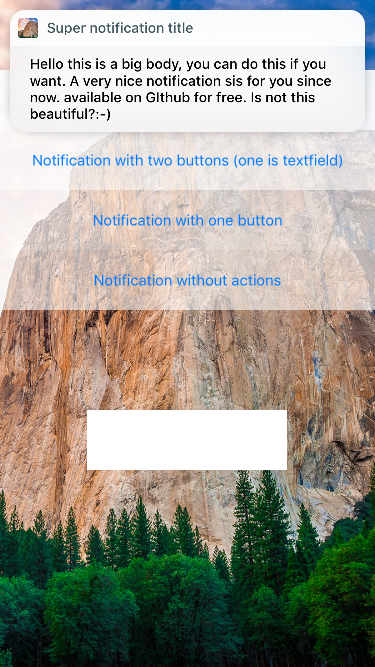 Super notification title
Hello this is a big body, you can do this if you
want. A very nice notification sis for you since
now. available on GIthub for free. Is not this
beautiful?:-)
Notification with two buttons (one is textfield)
Notification with one button
Notification without actions